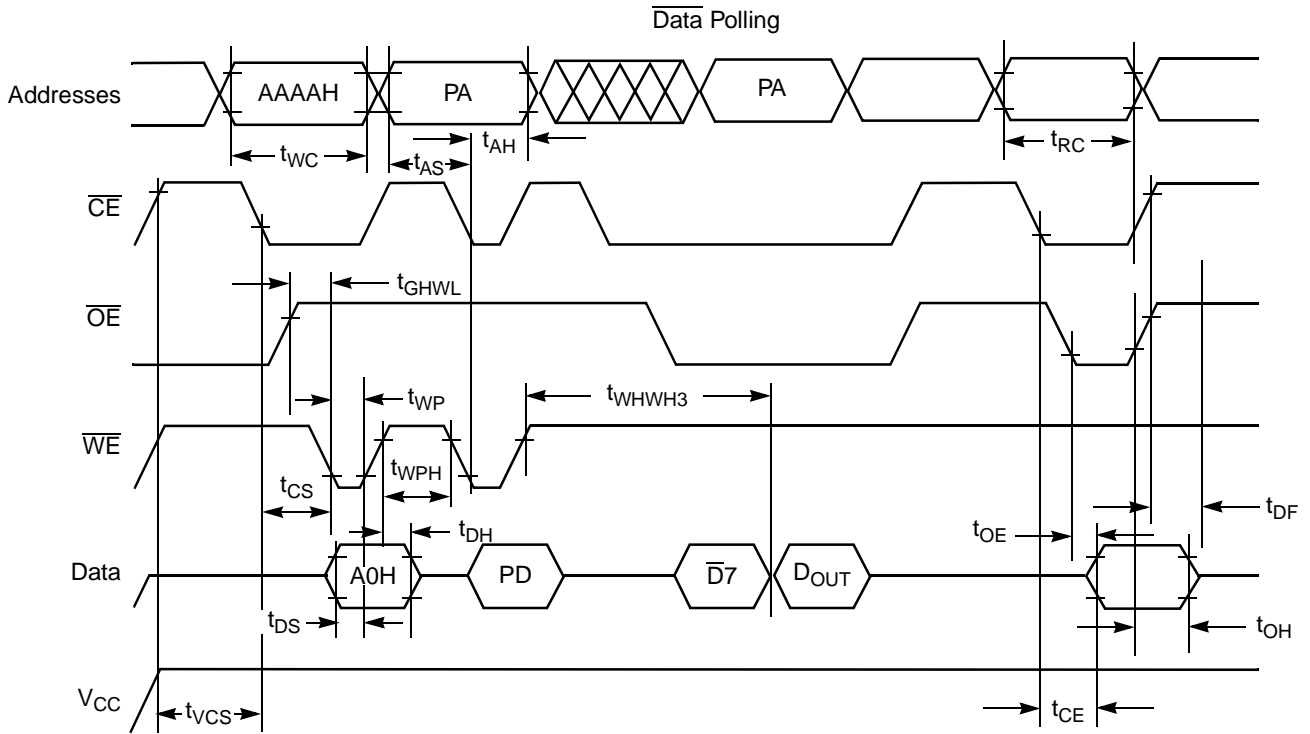 Data Polling
Addresses AAAAH PA PA
tWC tAS tAH tRC
CE
tGHWL
OE
tWP tWHWH3
WE
tCS tWPH
tDH tOE tDF
Data A0H PD D7 DOUT
tDS tOH
VCC
tVCS tCE